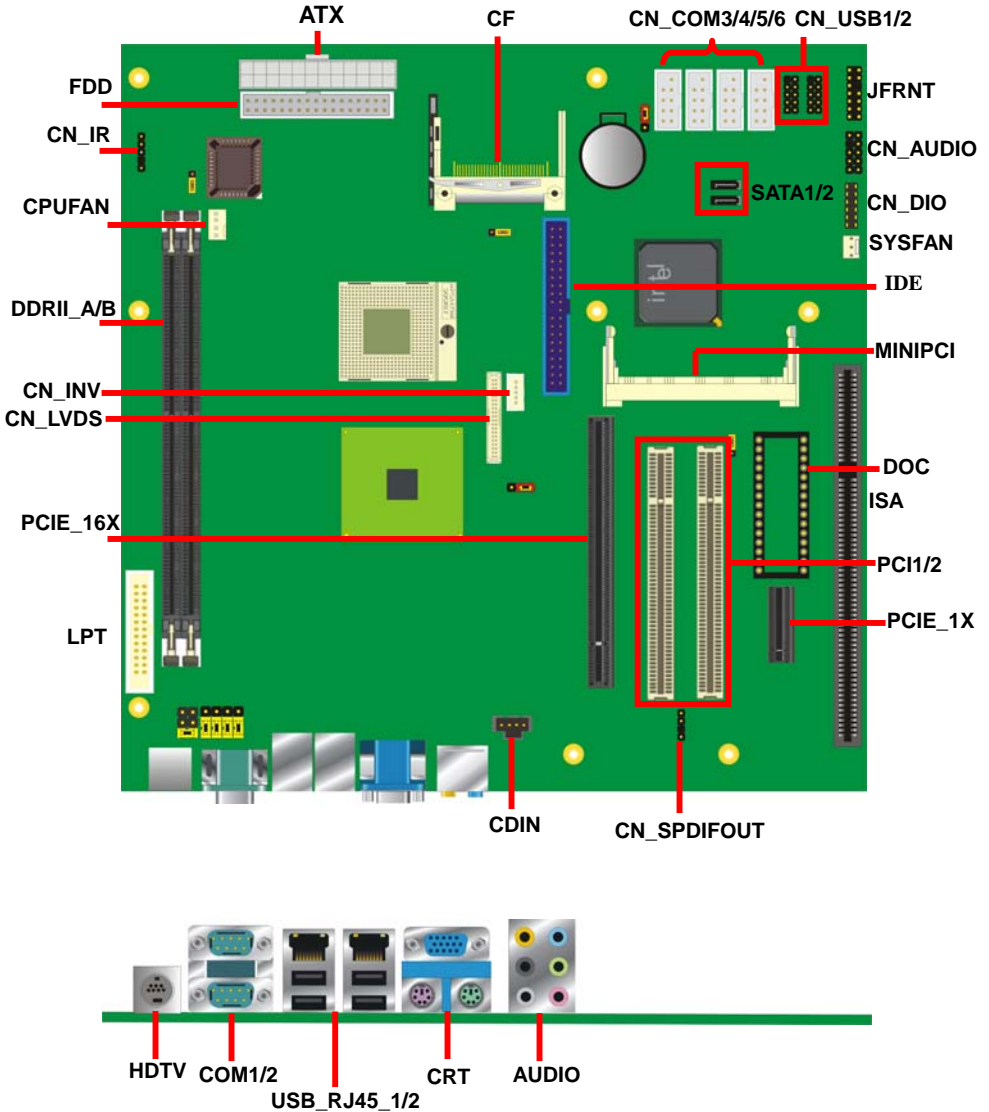 ATX
CF
CN_COM3/4/5/6
CN_USB1/2
FDD
JFRNT
CN_IR
CN_AUDIO
CPUFAN
SATA1/2
CN_DIO
SYSFAN
intel
IDE
DDRII_A/B
MINIPCI
CN_INV
CN_LVDS
DOC
ISA
PCIE_16X
PCI1/2
PCIE_1X
LPT
CDIN
CN_SPDIFOUT
HDTV
COM1/2
USB_RJ45_1/2
CRT
AUDIO